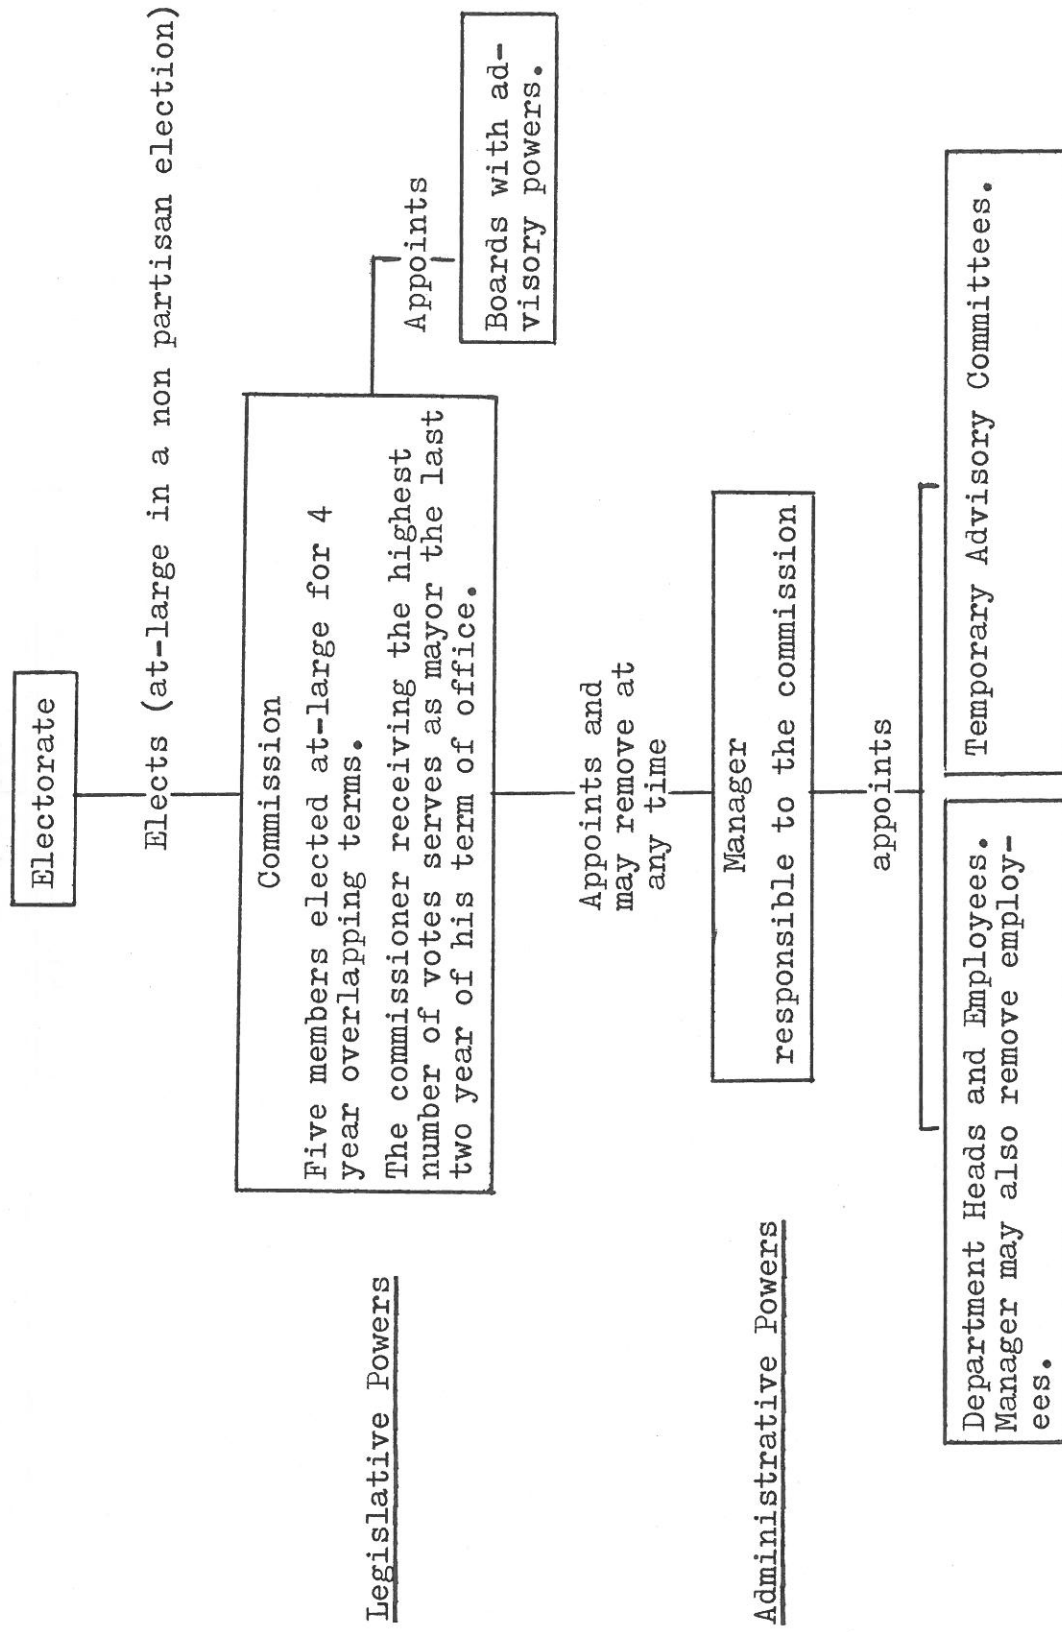 Electorate
Elects (at-large in a non partisan election)
Legislative Powers
Commission
Five members elected at-large for 4
year overlapping terms.
The commissioner receiving the highest
number of votes serves as mayor the last
two year of his term of office.
Appoints
Boards with ad-
visory powers.
Appoints and
may remove at
any time
Administrative Powers
Manager
responsible to the commission
appoints
Department Heads and Employees.
Manager may also remove employ-
ees.
Temporary Advisory Committees.